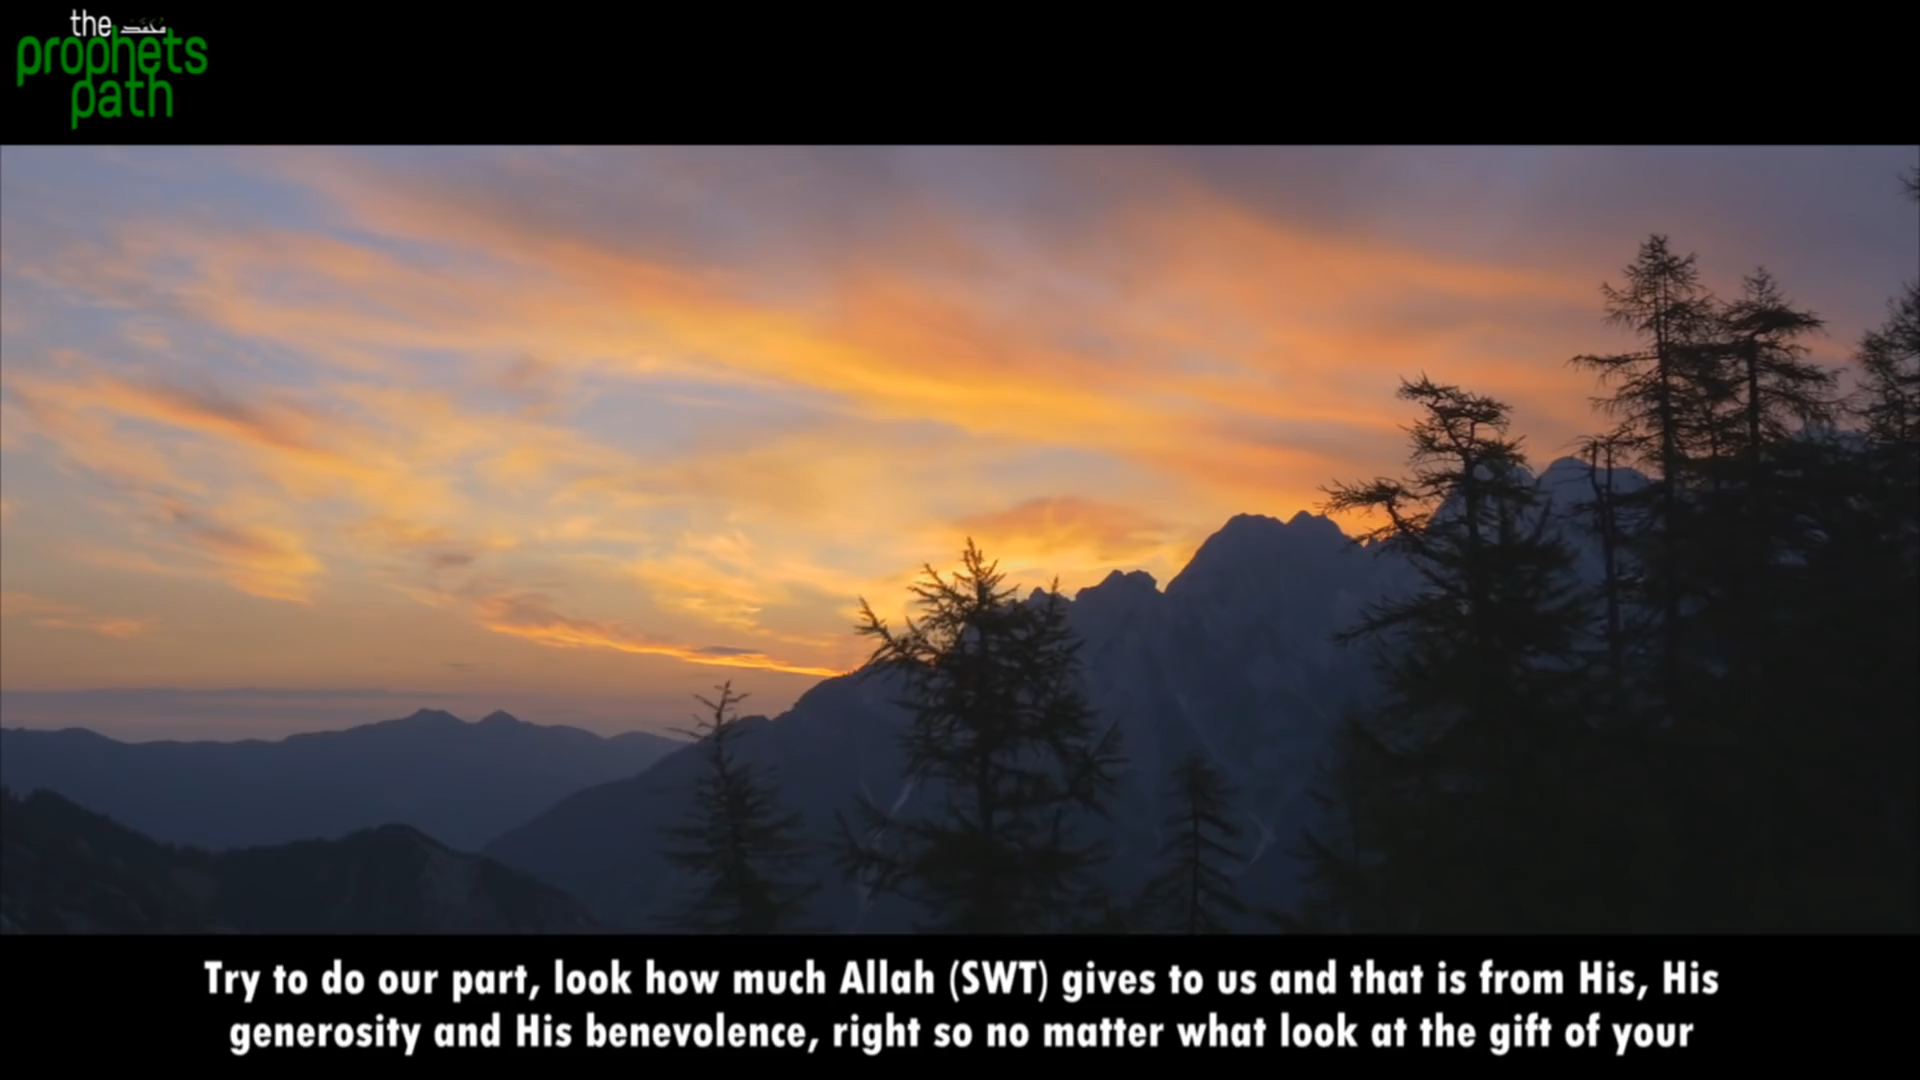 the محمد
prophets
path
Try to do our part, look how much Allah (SWT) gives to us and that is from His, His
generosity and His benevolence, right so no matter what look at the gift of your